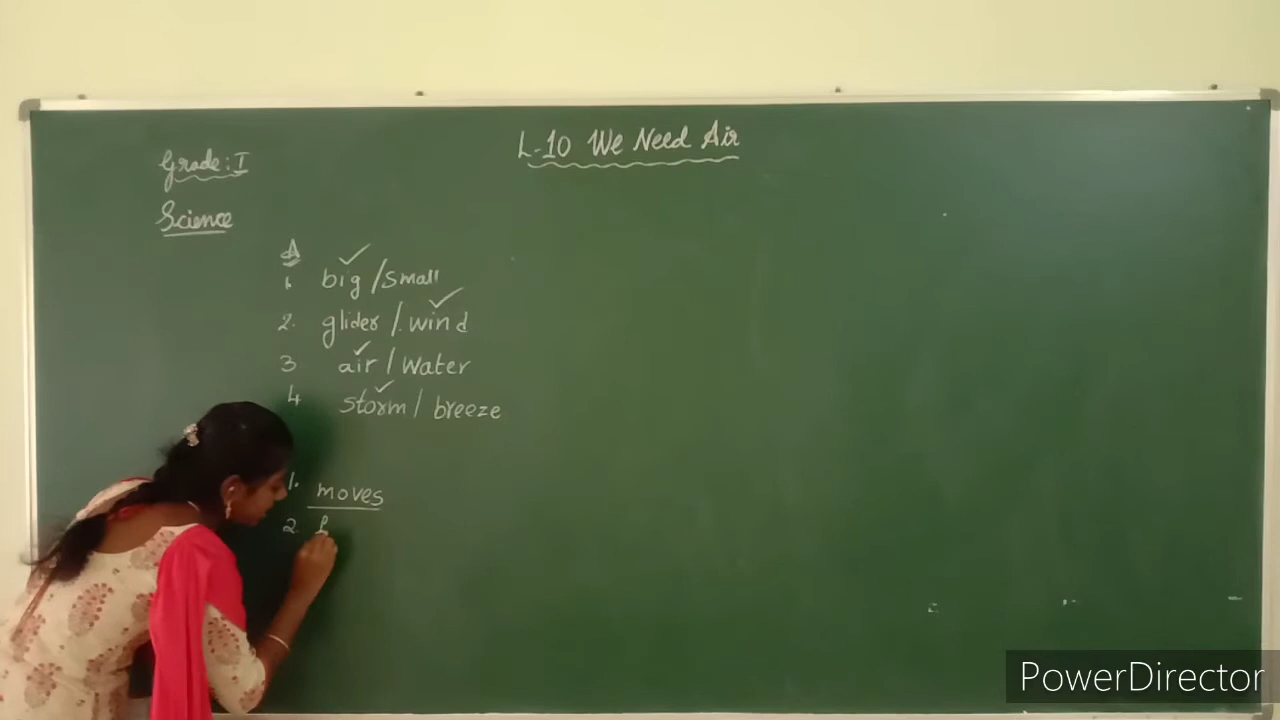 L-10 We Need Air
Grade: I
Science
A
1. big / small
2. glider / wind
3 air / water
4 storm / breeze
1. moves
2. f
PowerDirector